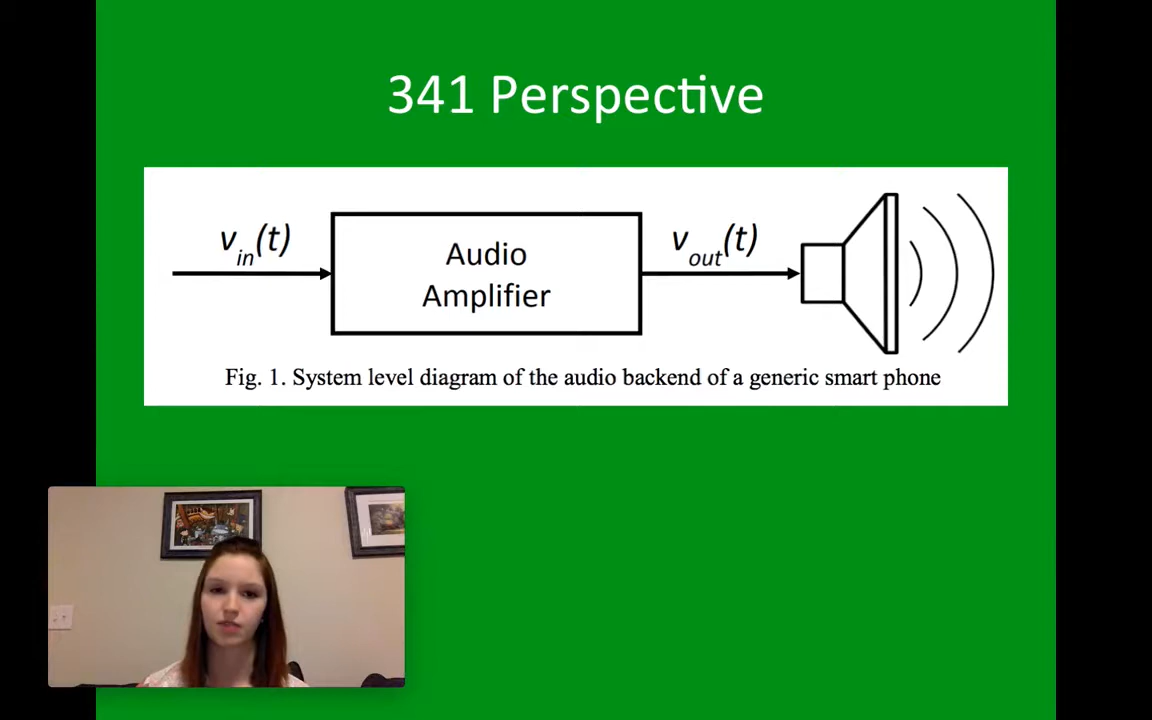 341 Perspective
v_in(t)
Audio
Amplifier
v_out(t)
Fig. 1. System level diagram of the audio backend of a generic smart phone